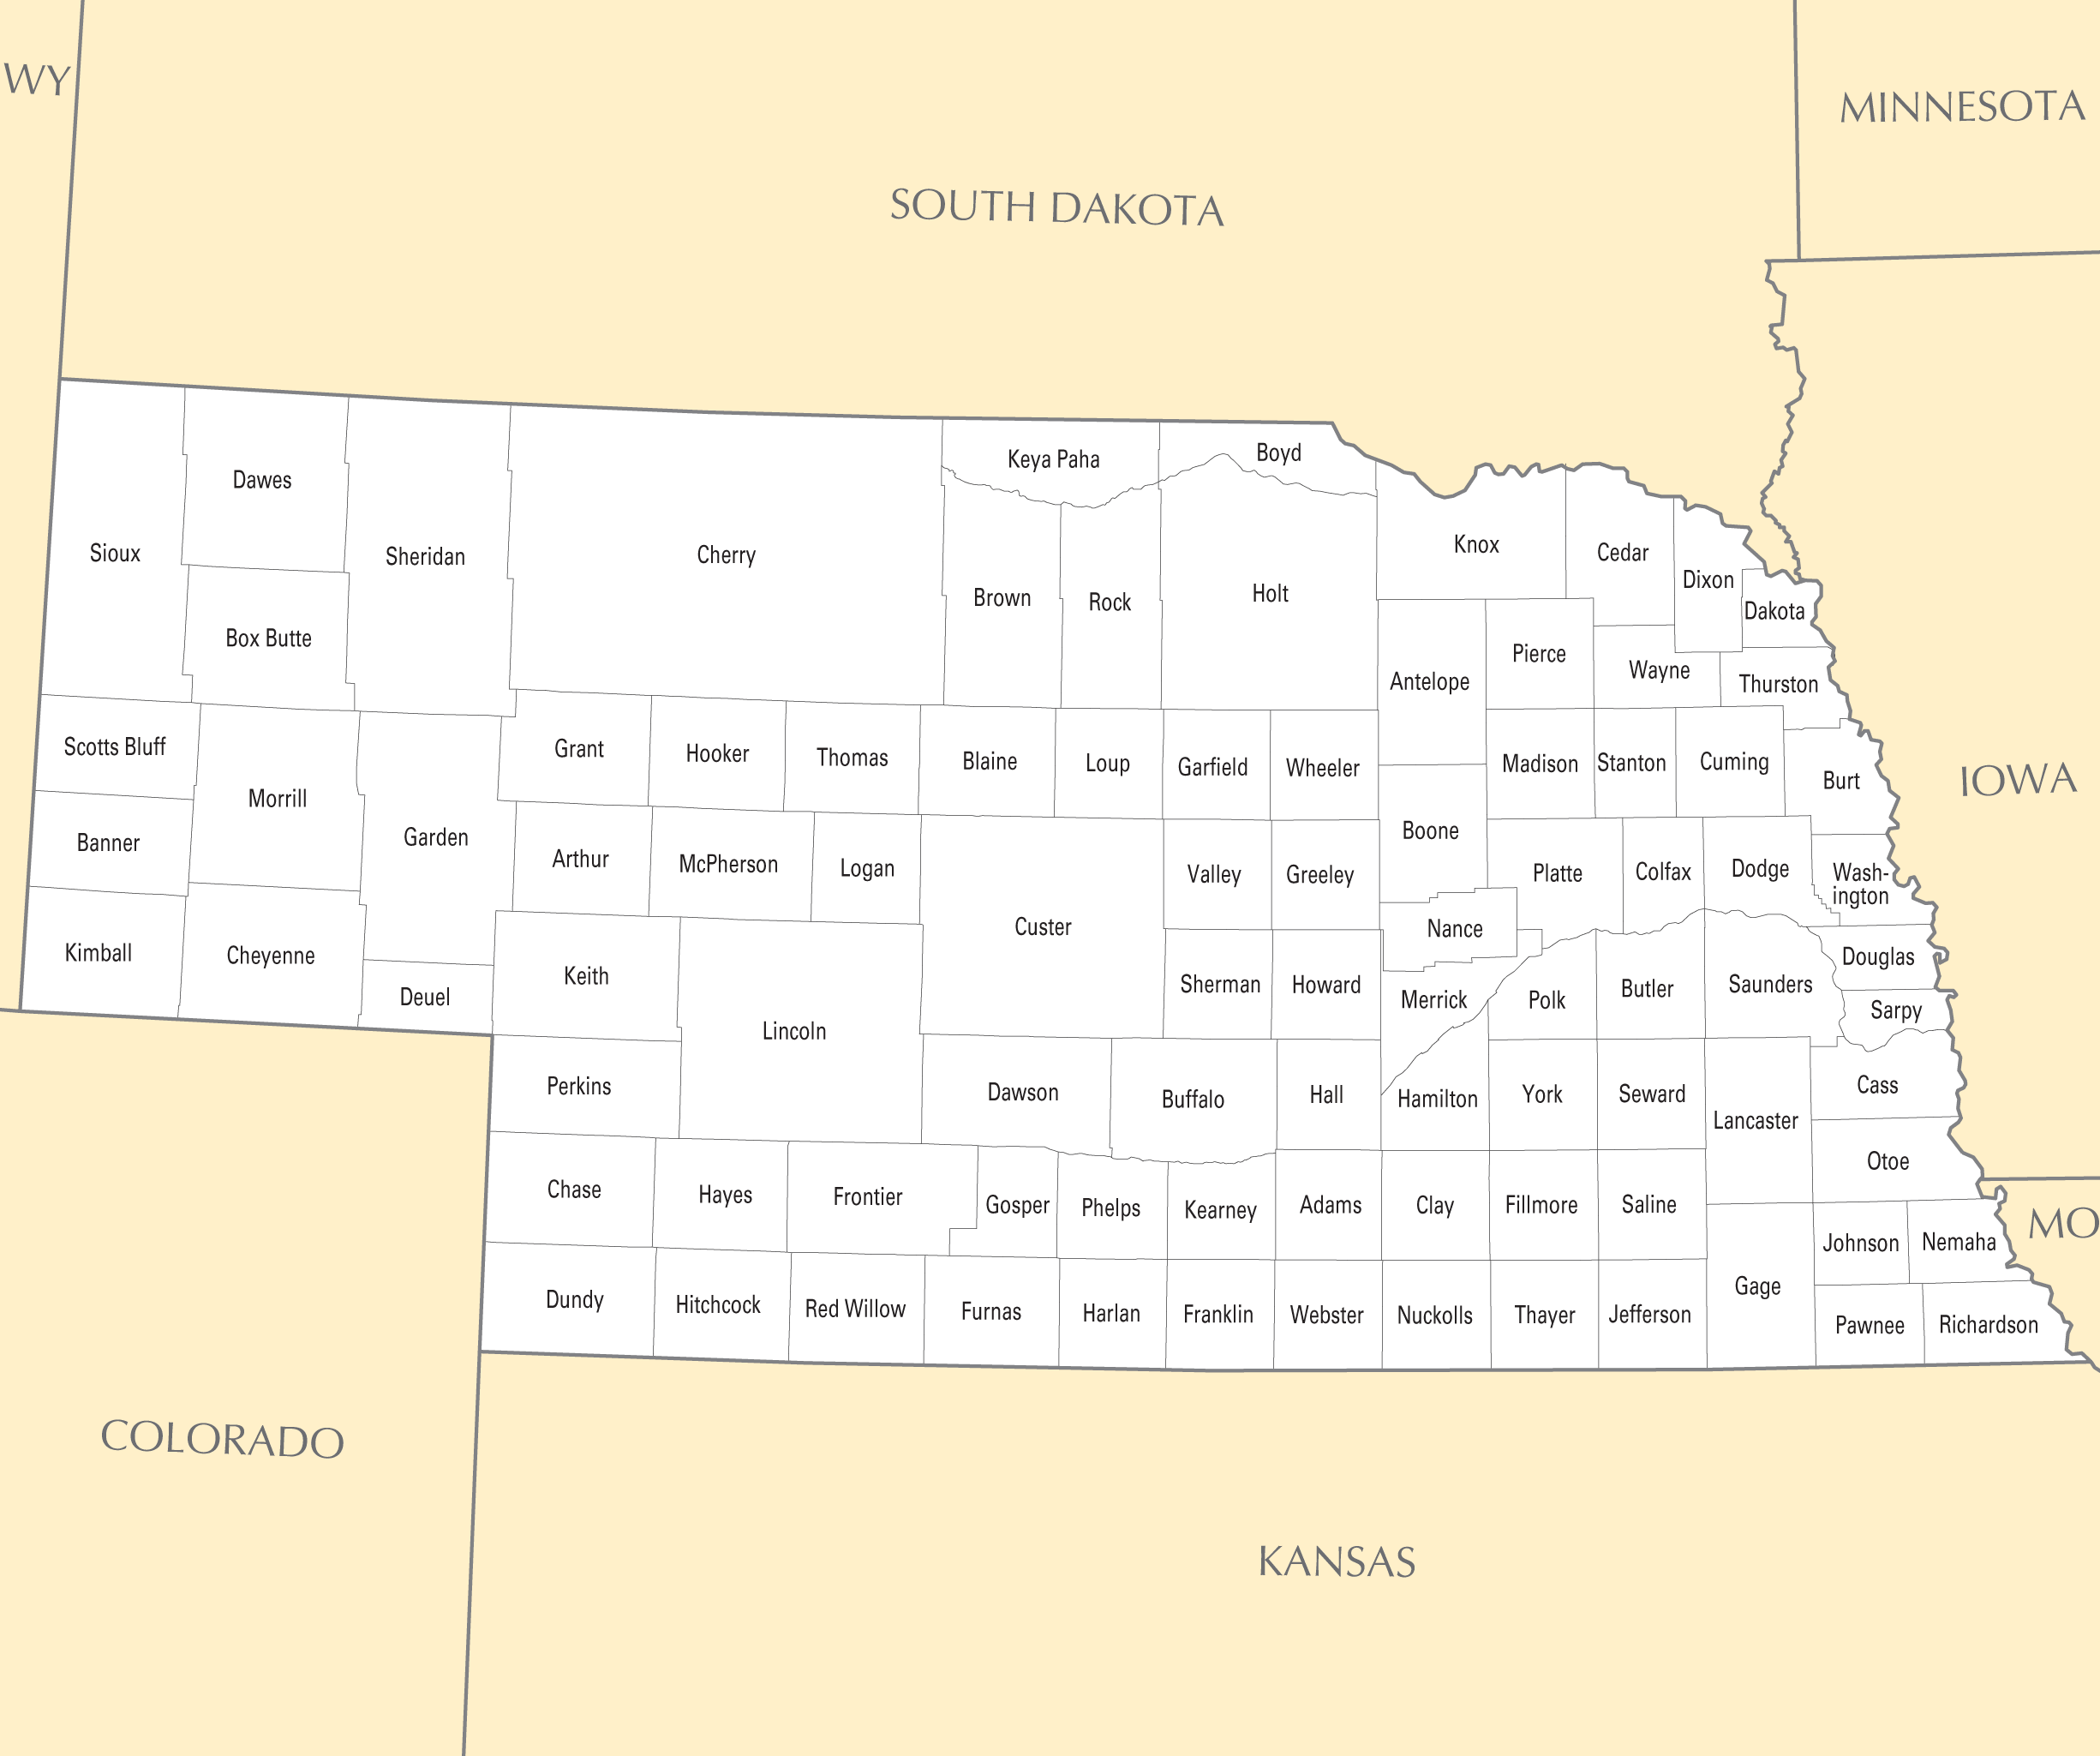 WY
MINNESOTA
SOUTH DAKOTA
Keya Paha
Boyd
Dawes
Sioux
Sheridan
Cherry
Knox
Cedar
Brown
Rock
Holt
Dixon
Dakota
Box Butte
Pierce
Wayne
Antelope
Thurston
Scotts Bluff
Grant
Hooker
Thomas
Blaine
Loup
Garfield
Wheeler
Madison
Stanton
Cuming
Burt
IOWA
Morrill
Banner
Garden
Arthur
McPherson
Logan
Boone
Valley
Greeley
Platte
Colfax
Dodge
Wash-
ington
Custer
Nance
Kimball
Cheyenne
Deuel
Keith
Sherman
Howard
Merrick
Polk
Butler
Saunders
Douglas
Sarpy
Lincoln
Perkins
Dawson
Buffalo
Hall
Hamilton
York
Seward
Lancaster
Cass
Otoe
Chase
Hayes
Frontier
Gosper
Phelps
Kearney
Adams
Clay
Fillmore
Saline
Johnson
Nemaha
MO
Dundy
Hitchcock
Red Willow
Furnas
Harlan
Franklin
Webster
Nuckolls
Thayer
Jefferson
Gage
Pawnee
Richardson
COLORADO
KANSAS